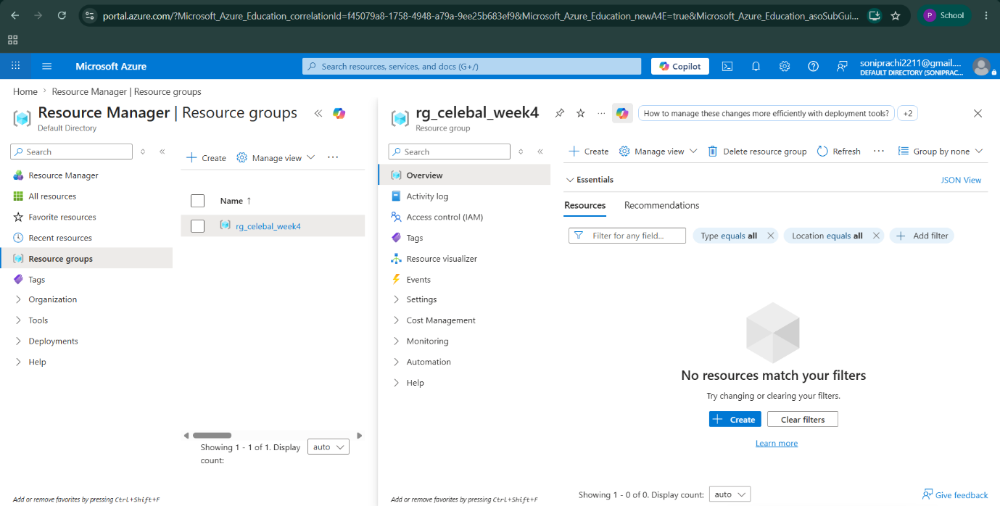 portal.azure.com/?Microsoft_Azure_Education_correlationId=f45079a8-1758-4948-a79a-9ee25b683ef9&Microsoft_Azure_Education_newA4E=true&Microsoft_Azure_Education_asoSubGui...
P School
Microsoft Azure
Search resources, services, and docs (G+/)
Copilot
soniprachi2211@gmail....
DEFAULT DIRECTORY (SONIPRAC...
Home > Resource Manager | Resource groups
Resource Manager | Resource groups
Default Directory
Search
Resource Manager
All resources
Favorite resources
Recent resources
Resource groups
Tags
Organization
Tools
Deployments
Help
Add or remove favorites by pressing Ctrl+Shift+F
Create
Manage view
...
Name ↑
rg_celebal_week4
Showing 1 - 1 of 1. Display
count:
auto
rg_celebal_week4
Resource group
...
How to manage these changes more efficiently with deployment tools?
+2
Search
Overview
Activity log
Access control (IAM)
Tags
Resource visualizer
Events
Settings
Cost Management
Monitoring
Automation
Help
Add or remove favorites by pressing Ctrl+Shift+F
Create
Manage view
Delete resource group
Refresh
...
Group by none
Essentials
JSON View
Resources
Recommendations
Filter for any field...
Type equals all
Location equals all
Add filter
No resources match your filters
Try changing or clearing your filters.
Create
Clear filters
Learn more
Showing 1 - 0 of 0. Display count:
auto
Give feedback